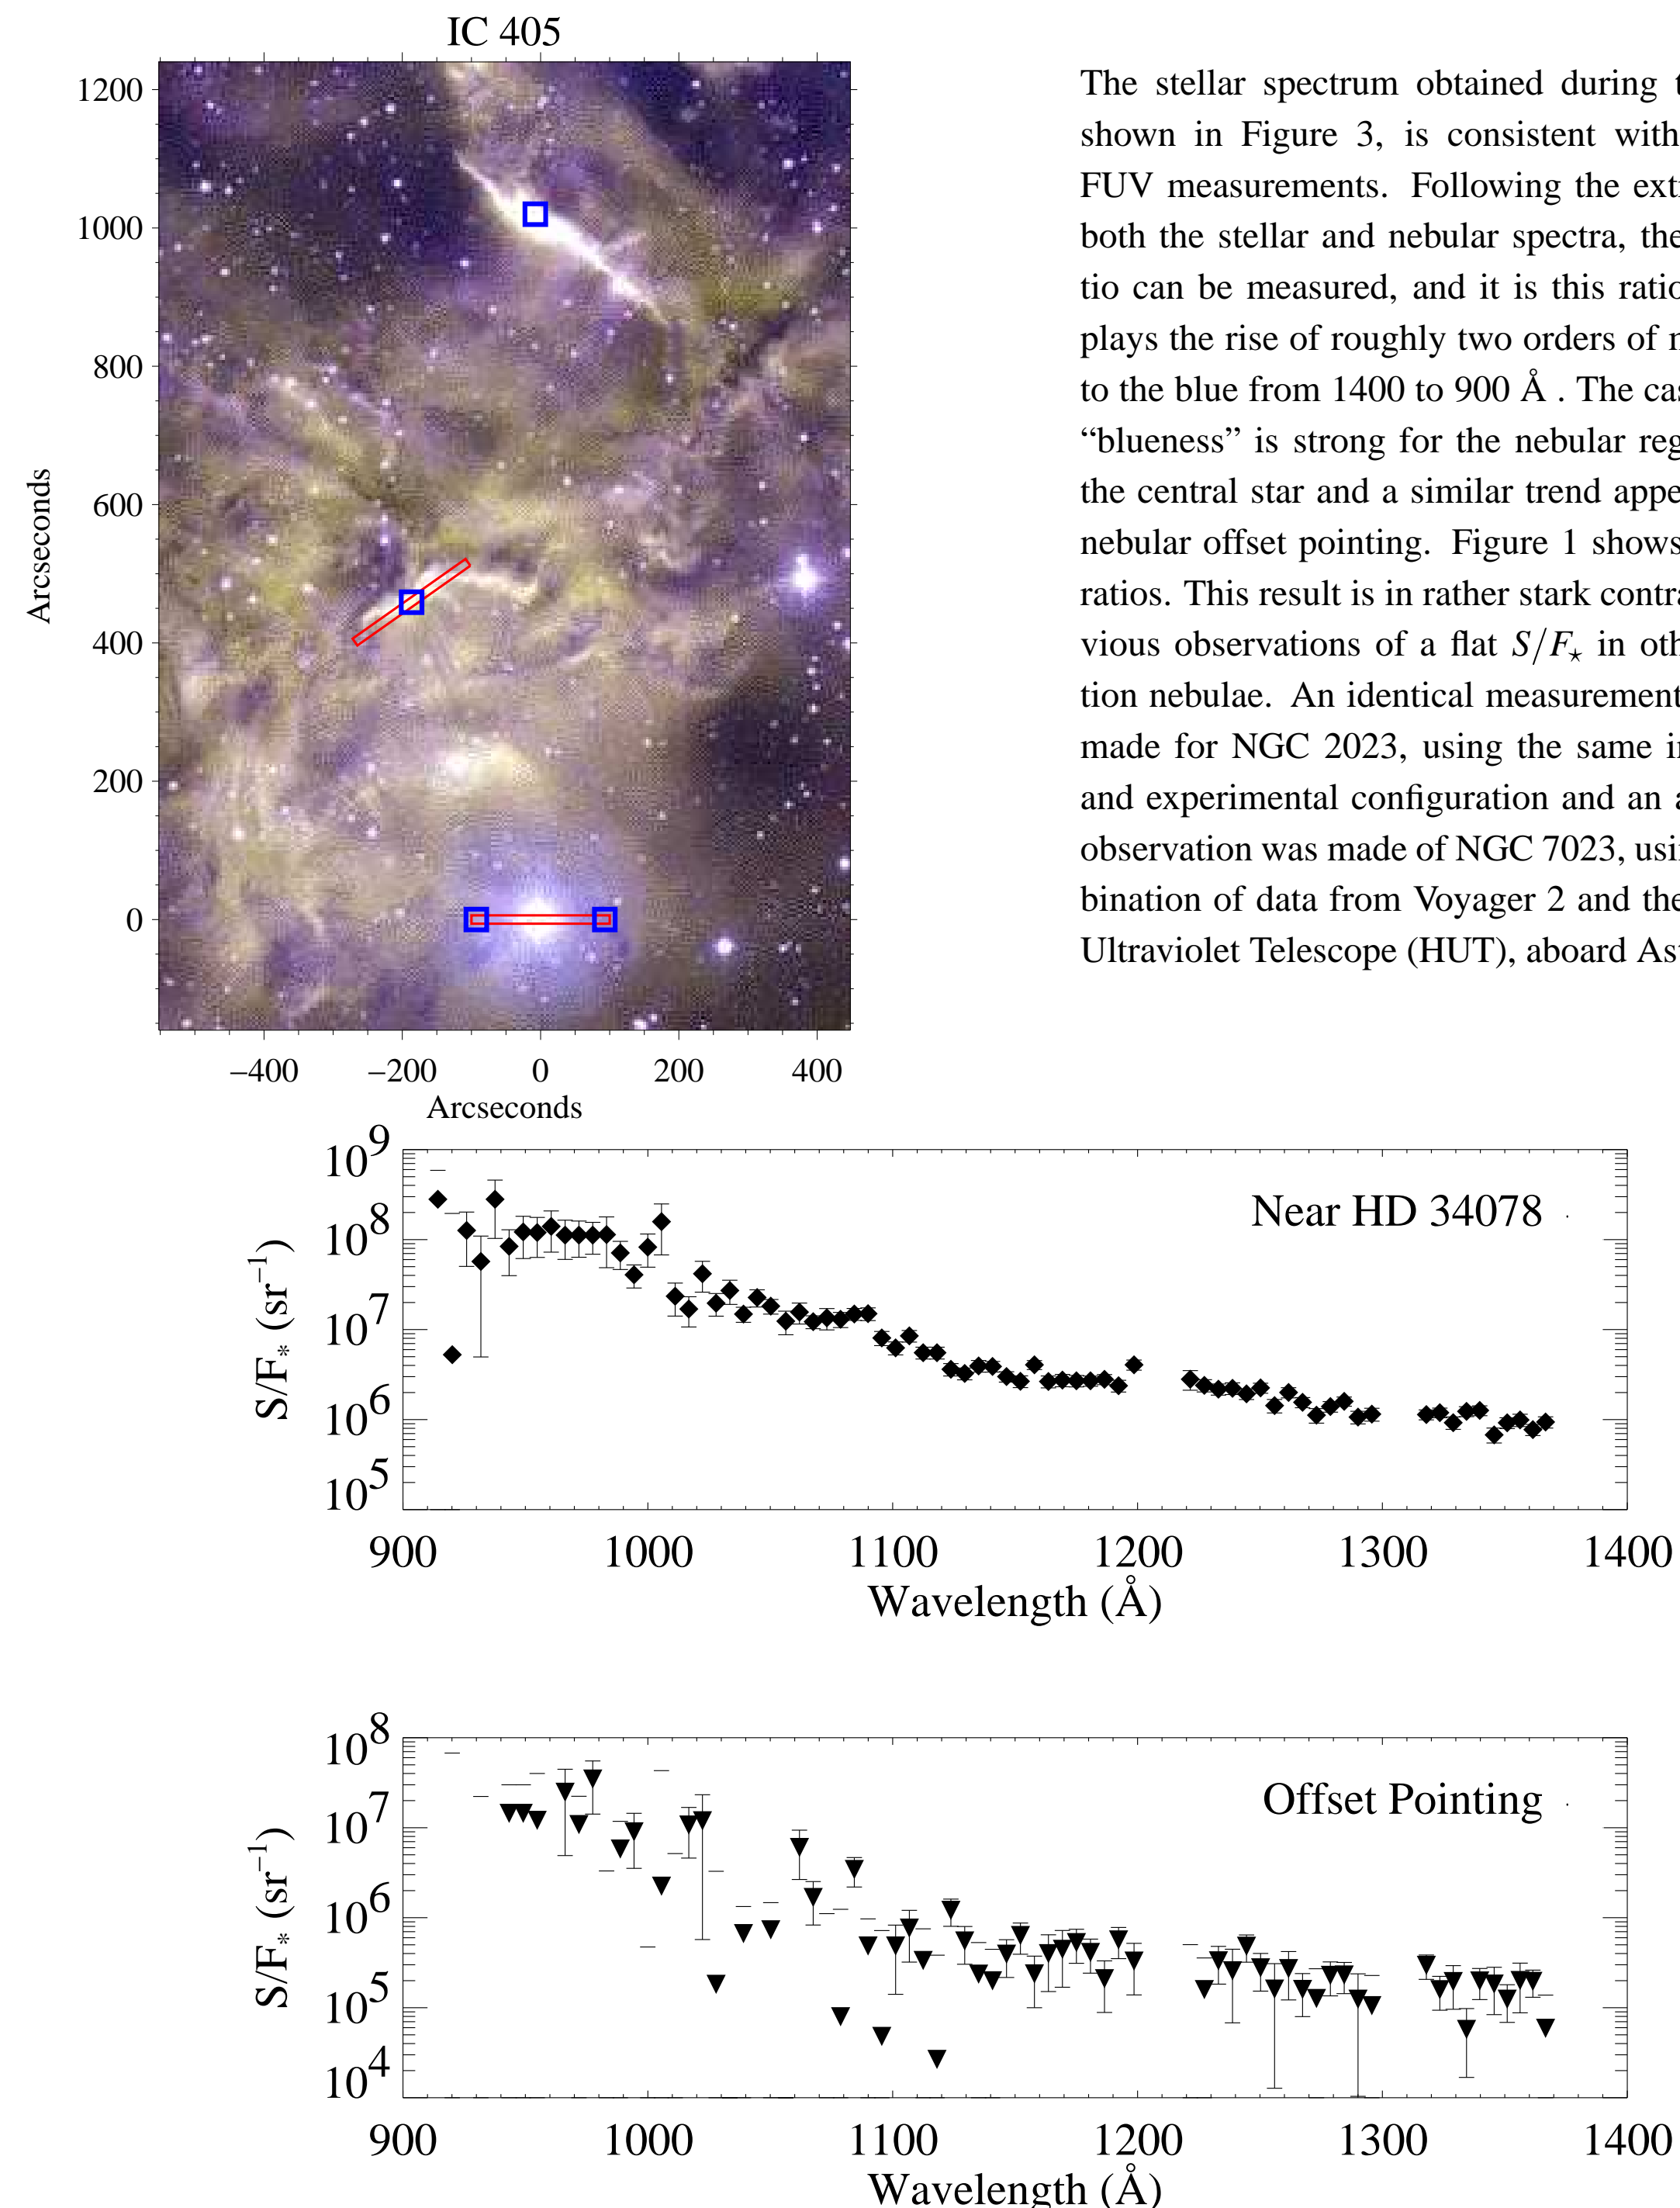 IC 405
1200
1000
800
600
400
200
0
Arcseconds
−400 −200 0 200 400
Arcseconds
The stellar spectrum obtained during
shown in Figure 3, is consistent with
FUV measurements. Following the
both the stellar and nebular spectra, the
tio can be measured, and it is this ratio
plays the rise of roughly two orders of
to the blue from 1400 to 900 Å . The
“blueness” is strong for the nebular
the central star and a similar trend
nebular offset pointing. Figure 1 shows
ratios. This result is in rather stark
vious observations of a flat S/F⋆ in
tion nebulae. An identical measurement
made for NGC 2023, using the same
and experimental configuration and an
observation was made of NGC 7023,
bination of data from Voyager 2 and the
Ultraviolet Telescope (HUT), aboard
10^9
10^8
10^7
10^6
10^5
S/F* (sr^−1)
Near HD 34078
900 1000 1100 1200 1300 1400
Wavelength (Å)
10^8
10^7
10^6
10^5
10^4
S/F* (sr^−1)
Offset Pointing
900 1000 1100 1200 1300 1400
Wavelength (Å)